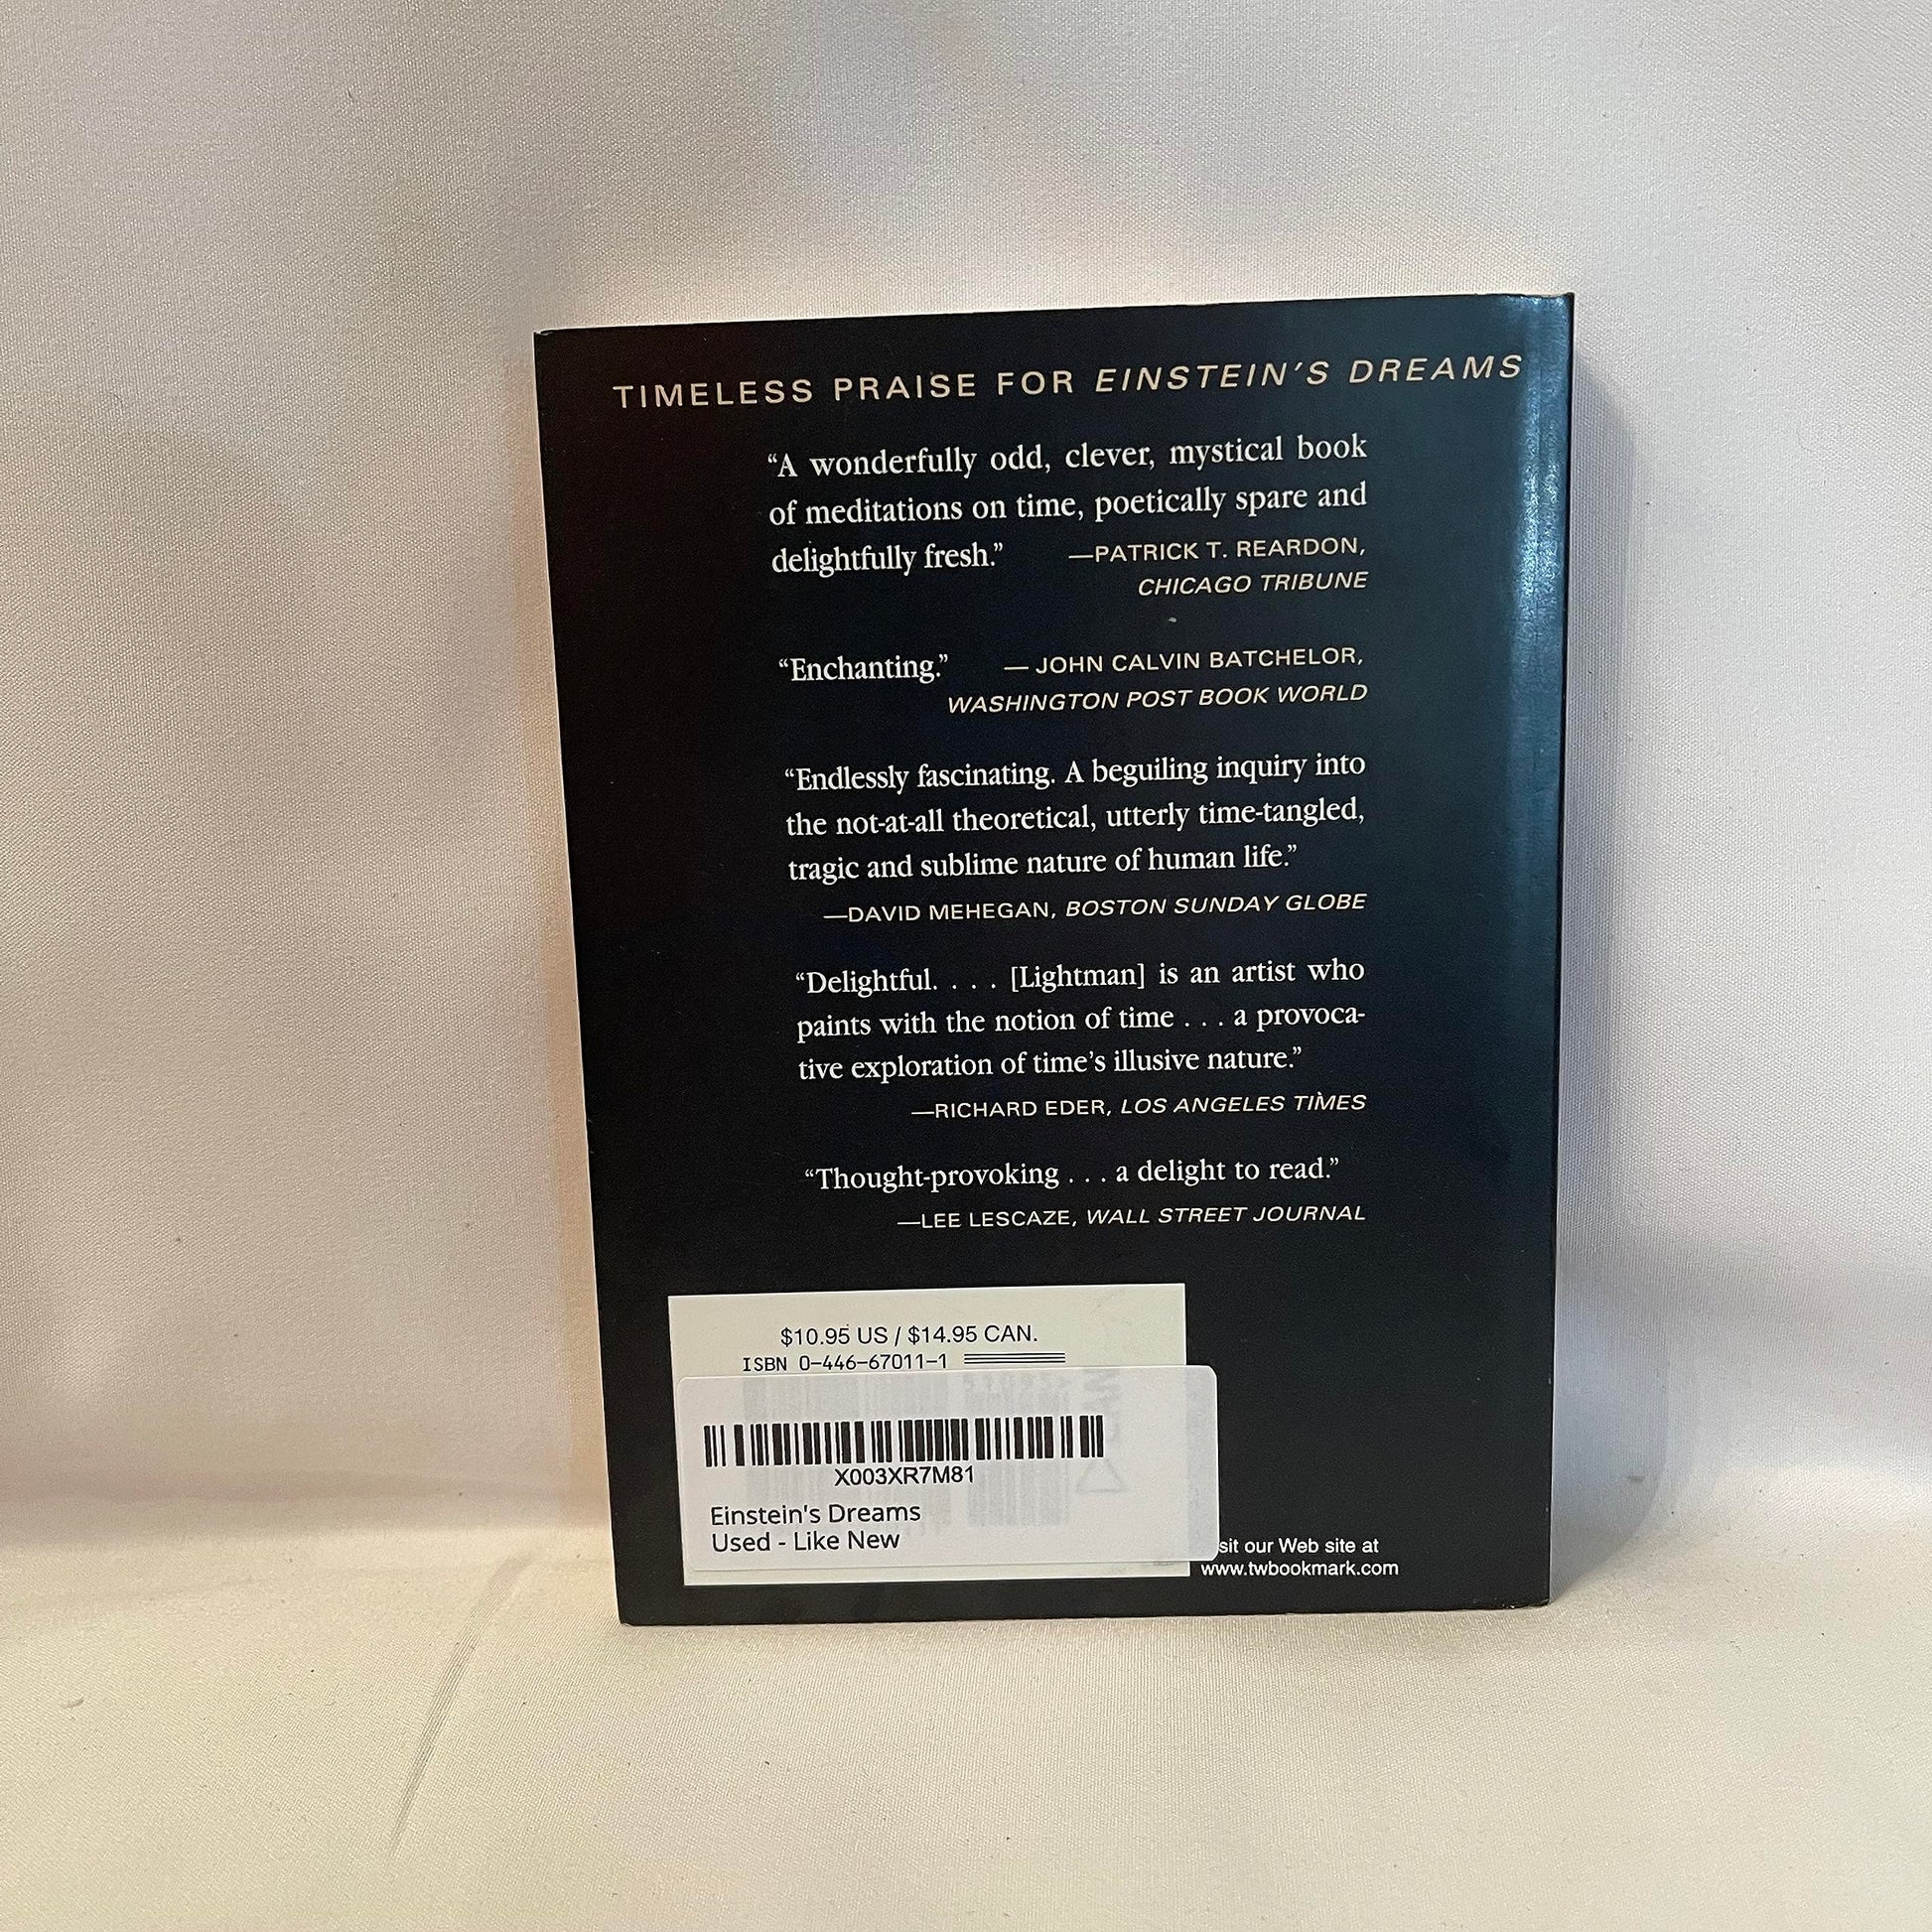 TIMELESS PRAISE FOR EINSTEIN'S DREAMS
“A wonderfully odd, clever, mystical book
of meditations on time, poetically spare and
delightfully fresh.” —PATRICK T. REARDON,
CHICAGO TRIBUNE
“Enchanting.” — JOHN CALVIN BATCHELOR,
WASHINGTON POST BOOK WORLD
“Endlessly fascinating. A beguiling inquiry into
the not-at-all theoretical, utterly time-tangled,
tragic and sublime nature of human life.”
—DAVID MEHEGAN, BOSTON SUNDAY GLOBE
“Delightful. . . . [Lightman] is an artist who
paints with the notion of time . . . a provoca-
tive exploration of time’s illusive nature.”
—RICHARD EDER, LOS ANGELES TIMES
“Thought-provoking . . . a delight to read.”
—LEE LESCAZE, WALL STREET JOURNAL
$10.95 US / $14.95 CAN.
ISBN 0-446-67011-1
X003XR7M81
Einstein's Dreams
Used - Like New
sit our Web site at
www.twbookmark.com